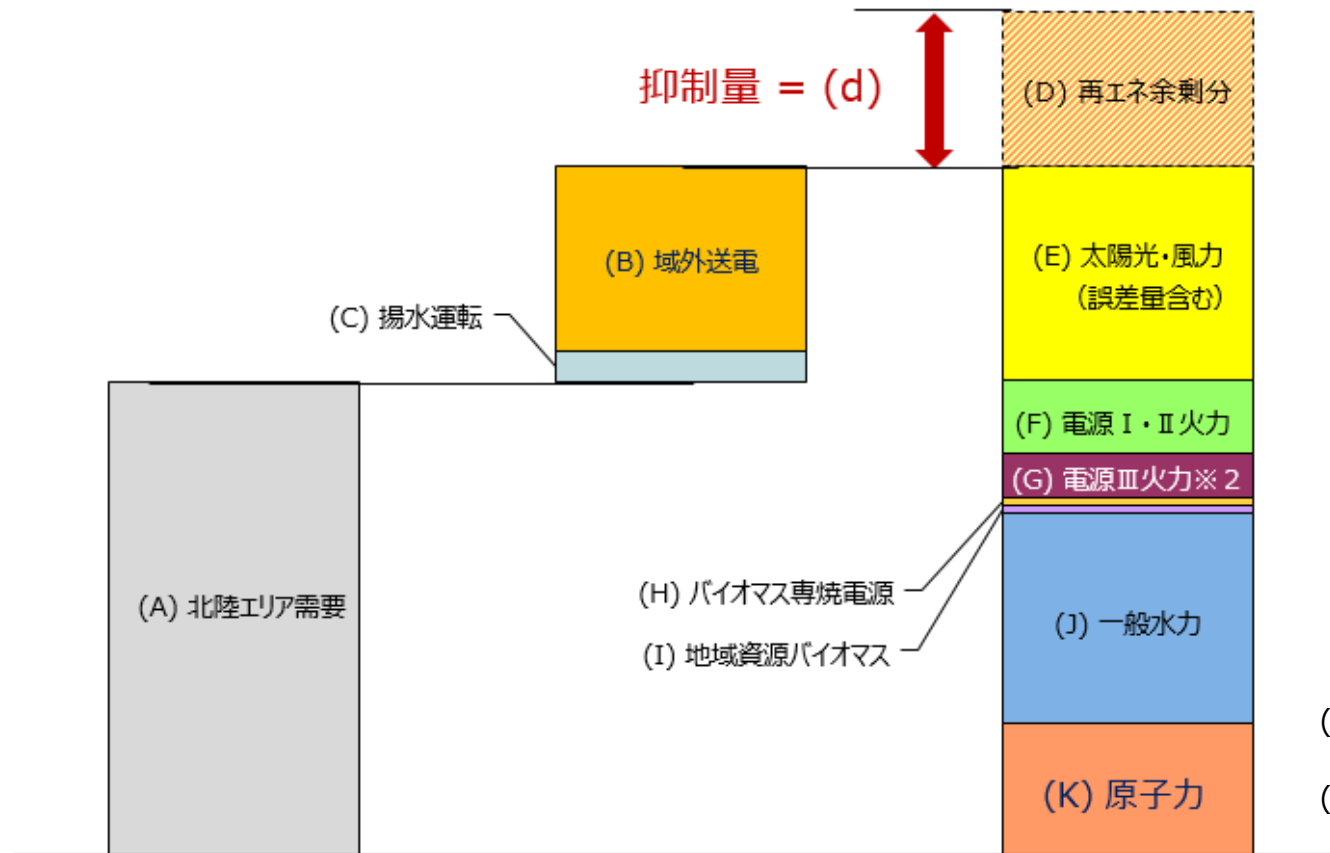 抑制量 = (d)
(D) 再エネ余剰分
(B) 域外送電
(E) 太陽光・風力
（誤差量含む）
(C) 揚水運転
(F) 電源Ⅰ・Ⅱ火力
(G) 電源Ⅲ火力※２
(A) 北陸エリア需要
(H) バイオマス専焼電源
(I) 地域資源バイオマス
(J) 一般水力
(K) 原子力
(
(